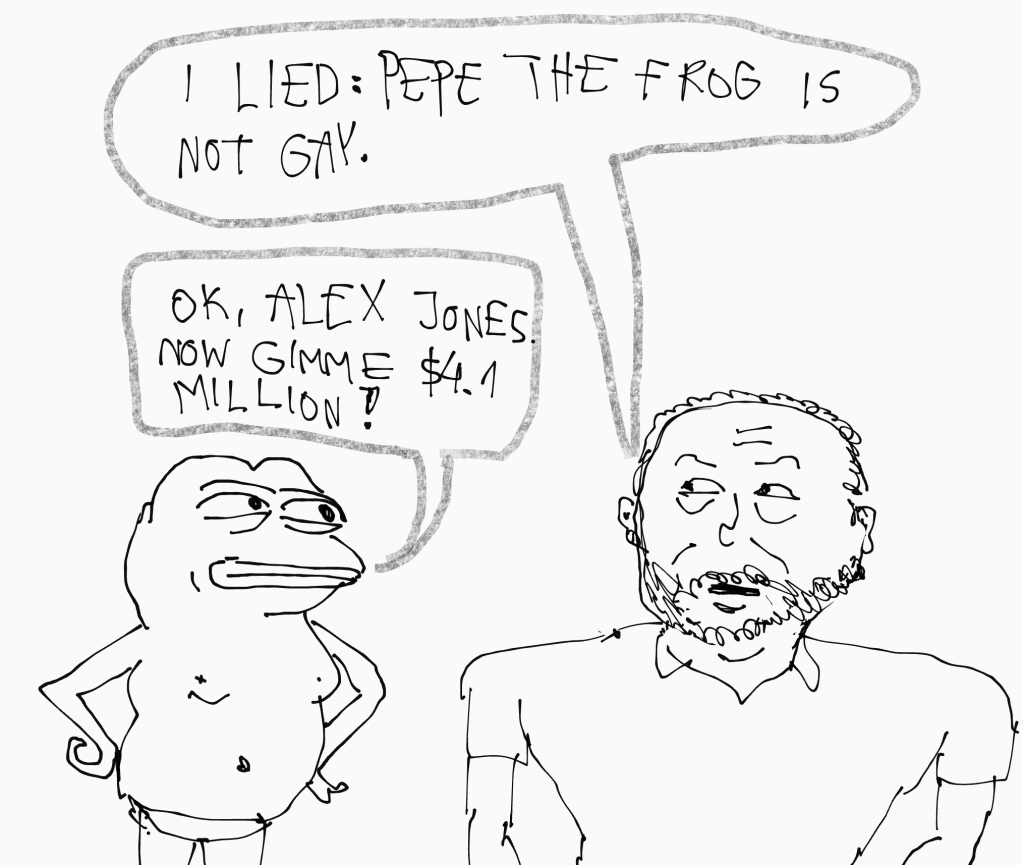 I LIED: PEPE THE FROG IS
NOT GAY.
OK, ALEX JONES.
NOW GIMME $4.1
MILLION!